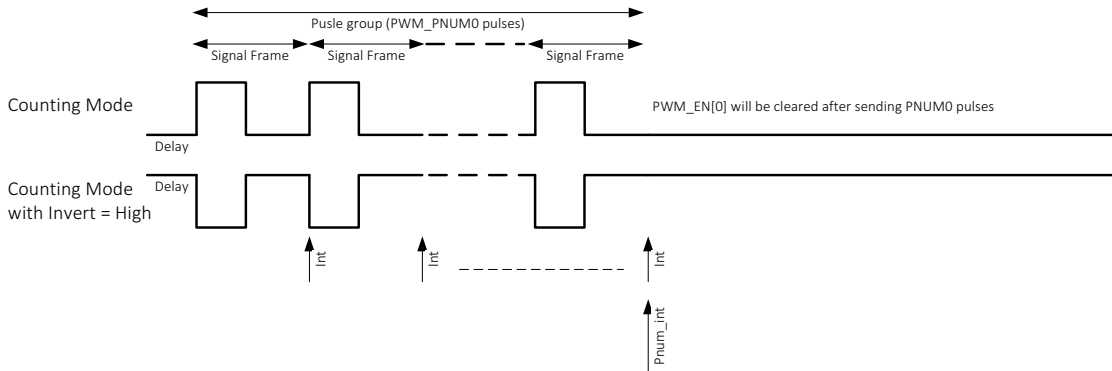 Pusle group (PWM_PNUM0 pulses)
Signal Frame
Signal Frame
Signal Frame
Counting Mode
PWM_EN[0] will be cleared after sending PNUM0 pulses
Delay
Counting Mode
with Invert = High
Delay
Int
Int
Int
Pnum_int